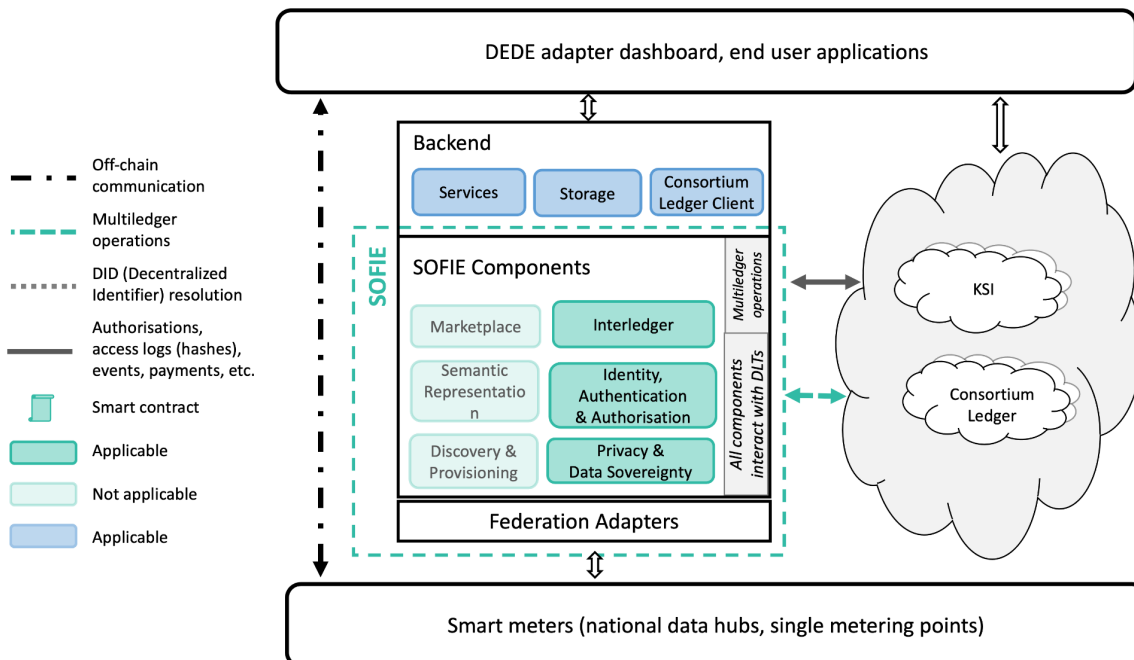 DEDE adapter dashboard, end user applications
Off-chain
communication
Multiledger
operations
DID (Decentralized
Identifier) resolution
Authorisations,
access logs (hashes),
events, payments, etc.
Smart contract
Applicable
Not applicable
Applicable
Backend
Services
Storage
Consortium
Ledger Client
SOFIE
SOFIE Components
Marketplace
Interledger
Semantic
Representatio
n
Identity,
Authentication
& Authorisation
Discovery &
Provisioning
Privacy &
Data Sovereignty
Multiledger
operations
All components
interact with DLTs
Federation Adapters
KSI
Consortium
Ledger
Smart meters (national data hubs, single metering points)